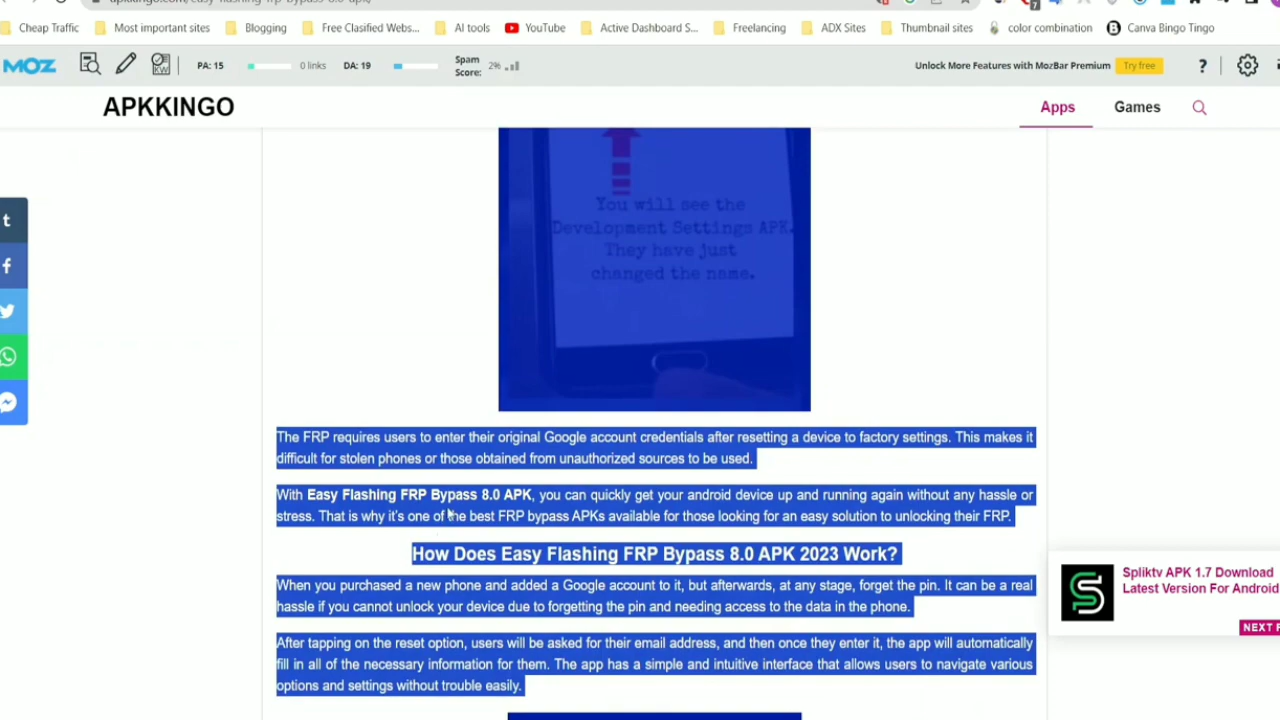 Cheap Traffic Most important sites Blogging Free Clasified Webs... AI tools YouTube Active Dashboard S... Freelancing ADX Sites Thumbnail sites color combination Canva Bingo Tingo
MOZ PA: 15 0 links DA: 19 Spam Score: 2% Unlock More Features with MozBar Premium Try free ?
APKKINGO Apps Games
You will see the
Development Settings APK.
They have just
changed the name.
The FRP requires users to enter their original Google account credentials after resetting a device to factory settings. This makes it
difficult for stolen phones or those obtained from unauthorized sources to be used.
With Easy Flashing FRP Bypass 8.0 APK, you can quickly get your android device up and running again without any hassle or
stress. That is why it's one of the best FRP bypass APKs available for those looking for an easy solution to unlocking their FRP.
How Does Easy Flashing FRP Bypass 8.0 APK 2023 Work?
When you purchased a new phone and added a Google account to it, but afterwards, at any stage, forget the pin. It can be a real
hassle if you cannot unlock your device due to forgetting the pin and needing access to the data in the phone.
After tapping on the reset option, users will be asked for their email address, and then once they enter it, the app will automatically
fill in all of the necessary information for them. The app has a simple and intuitive interface that allows users to navigate various
options and settings without trouble easily.
Spliktv APK 1.7 Download
Latest Version For Android
NEXT